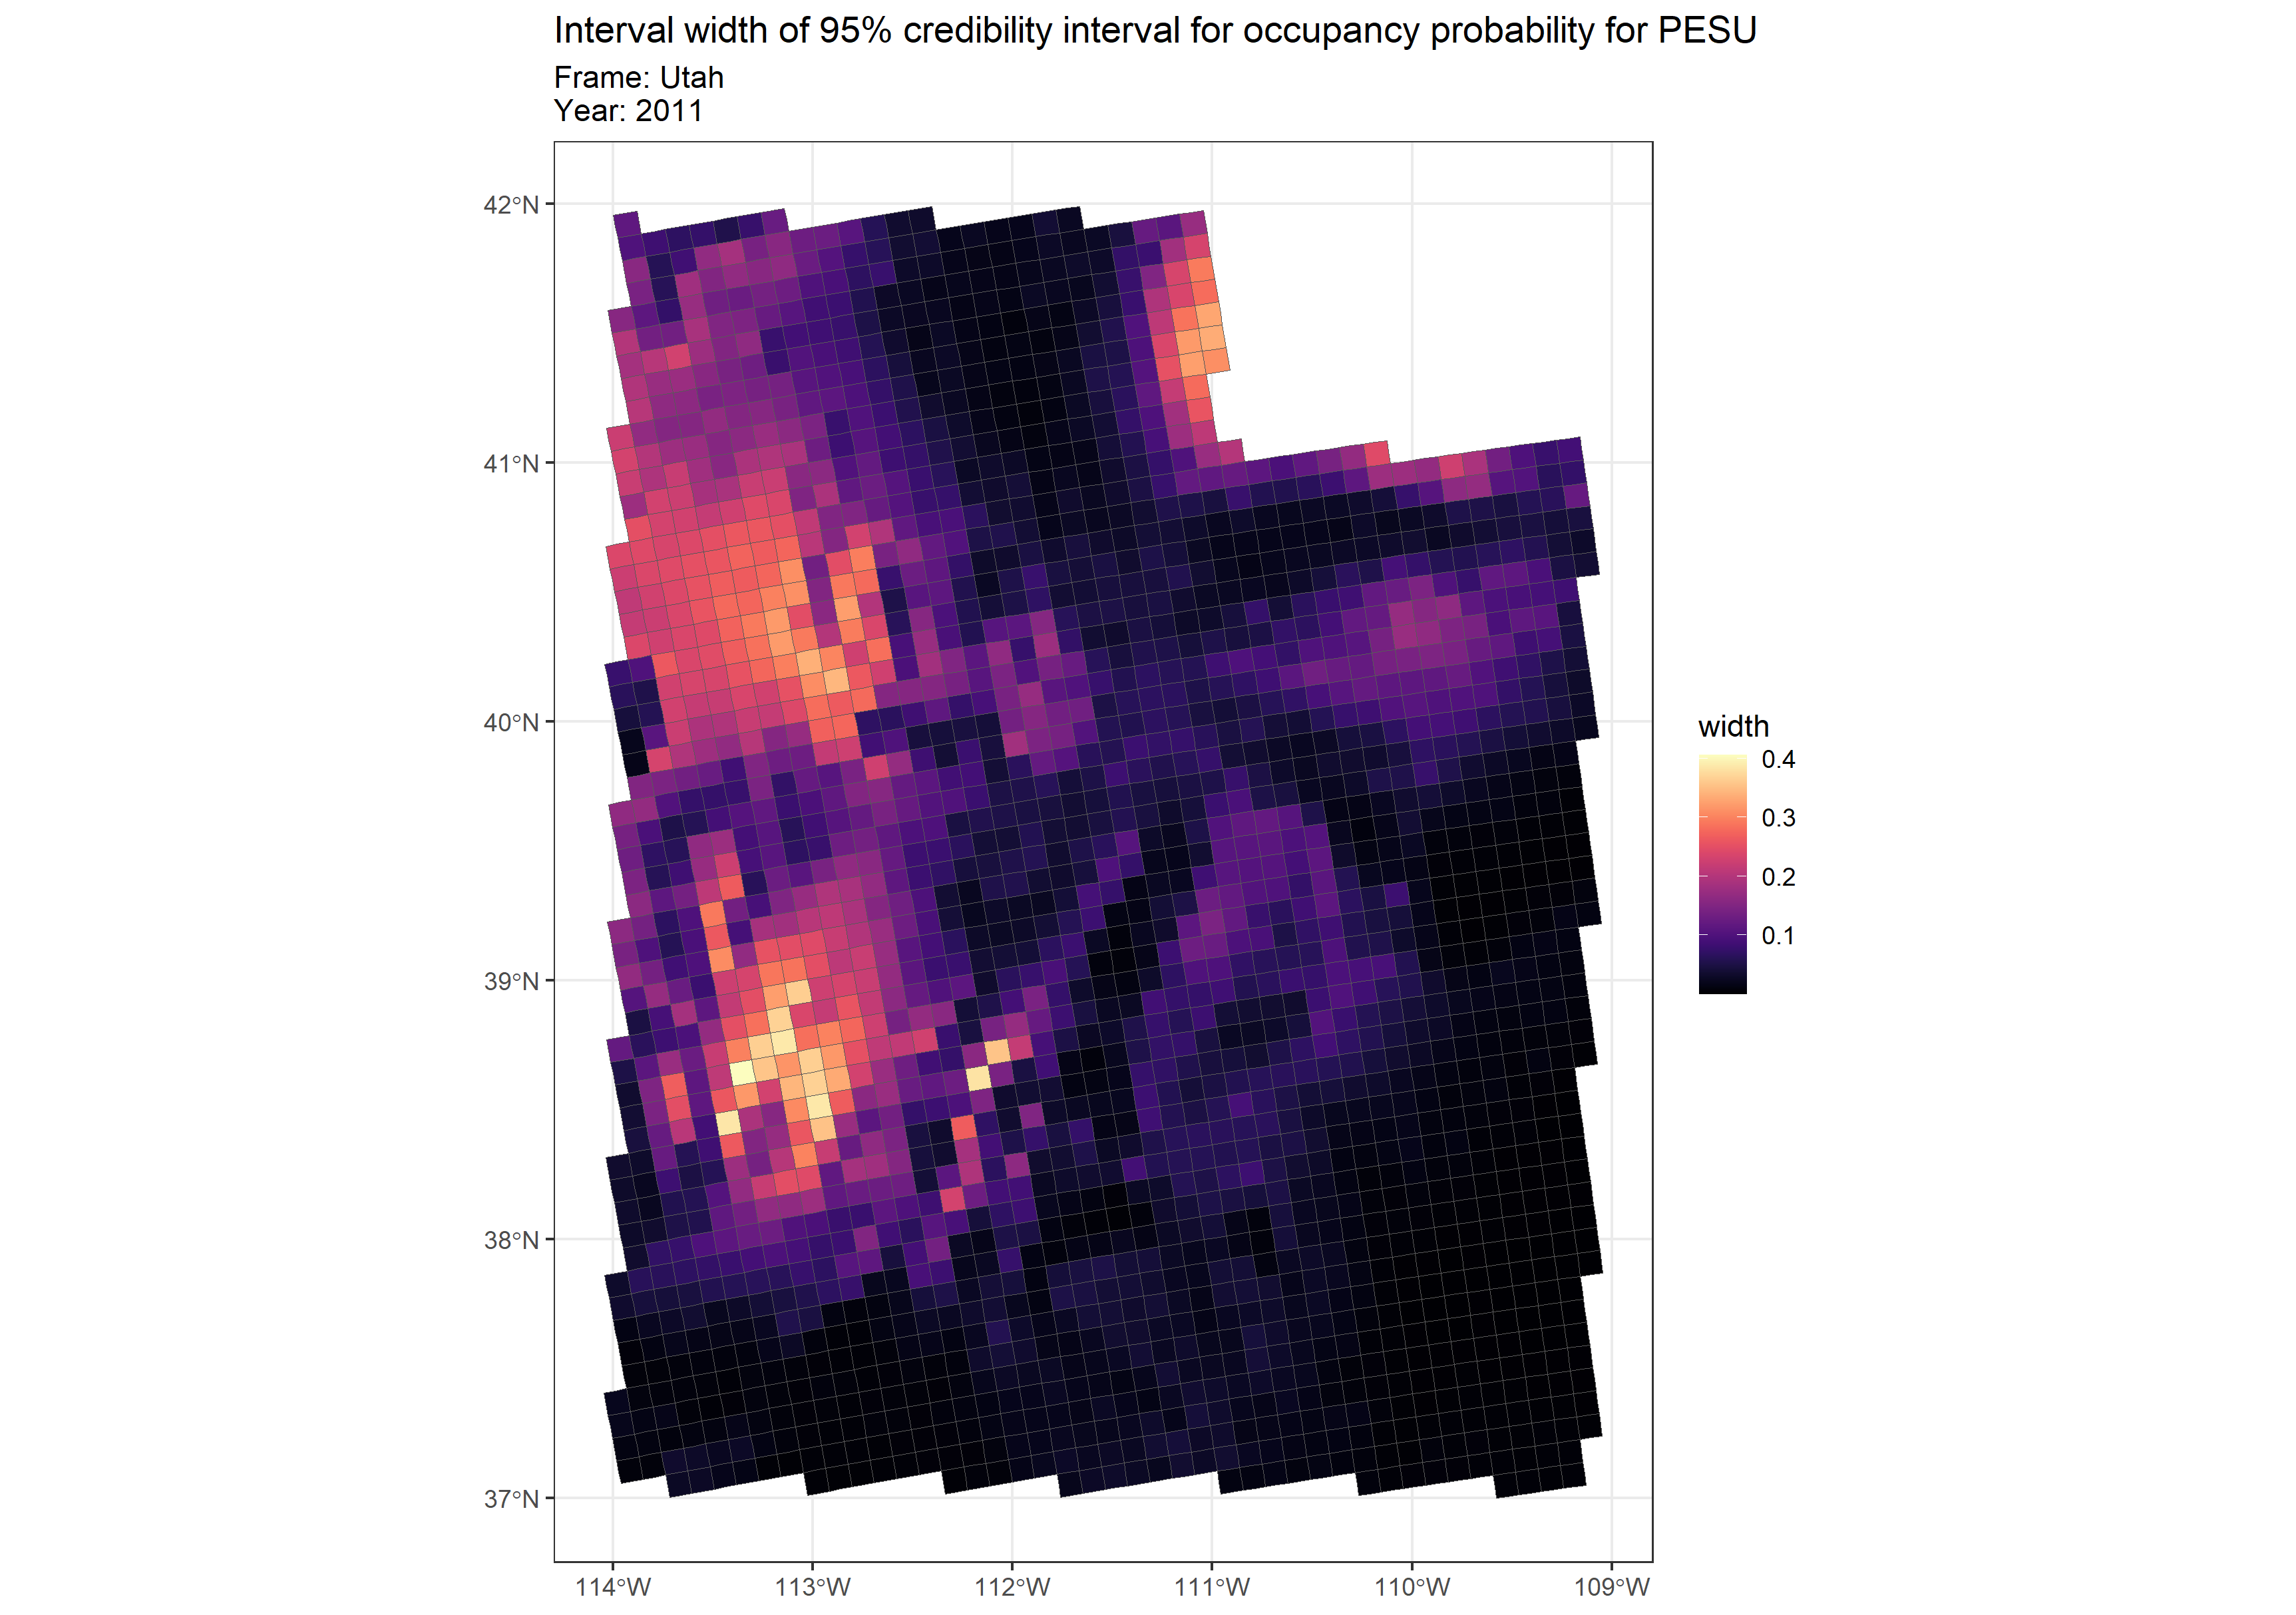 Interval width of 95% credibility interval for occupancy probability for PESU
Frame: Utah
Year: 2011
42°N
41°N
40°N
39°N
38°N
37°N
114°W
113°W
112°W
111°W
110°W
109°W
width
0.4
0.3
0.2
0.1